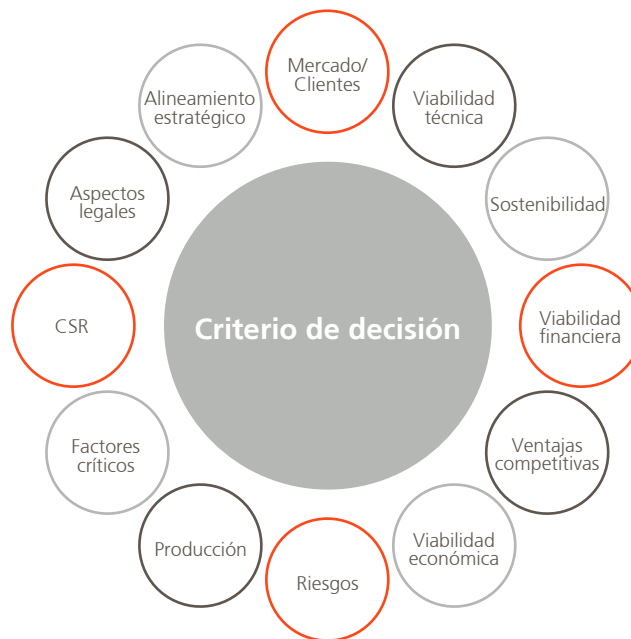 Mercado/
Clientes
Viabilidad
técnica
Sostenibilidad
Viabilidad
financiera
Ventajas
competitivas
Viabilidad
económica
Riesgos
Producción
Factores
críticos
CSR
Aspectos
legales
Alineamiento
estratégico
Criterio de decisión